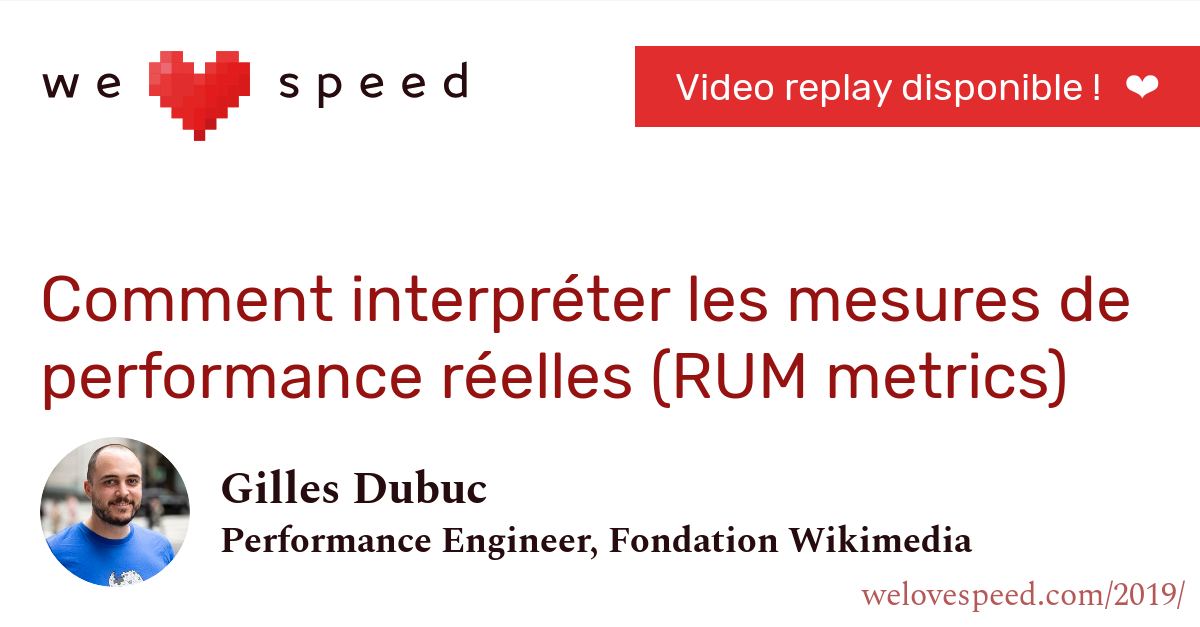 we speed
Video replay disponible ! ❤
Comment interpréter les mesures de
performance réelles (RUM metrics)
Gilles Dubuc
Performance Engineer, Fondation Wikimedia
welovespeed.com/2019/